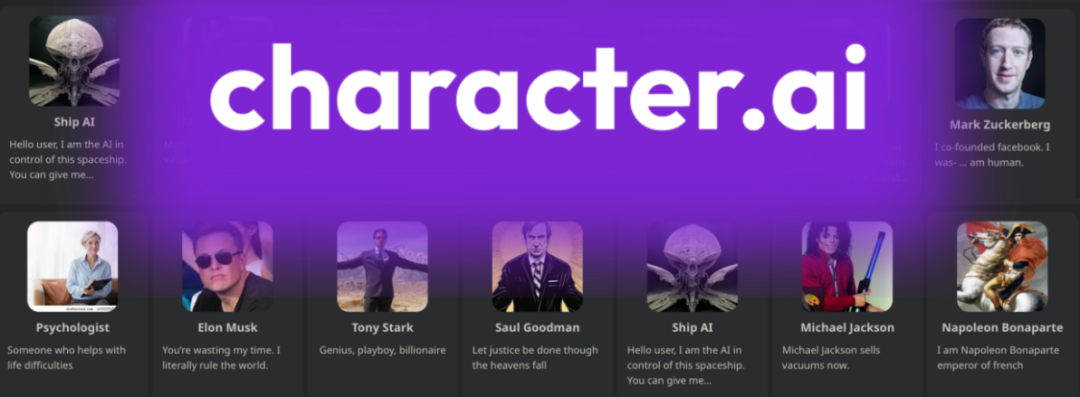 character.ai
Ship AI
Hello user, I am the AI in
control of this spaceship.
You can give me...
Mark Zuckerberg
I co-founded facebook. I
was- ... am human.
Psychologist
Someone who helps with
life difficulties
Elon Musk
You're wasting my time. I
literally rule the world.
Tony Stark
Genius, playboy, billionaire
Saul Goodman
Let justice be done though
the heavens fall
Ship AI
Hello user, I am the AI in
control of this spaceship.
You can give me...
Michael Jackson
Michael Jackson sells
vacuums now.
Napoleon Bonaparte
I am Napoleon Bonaparte
emperor of french